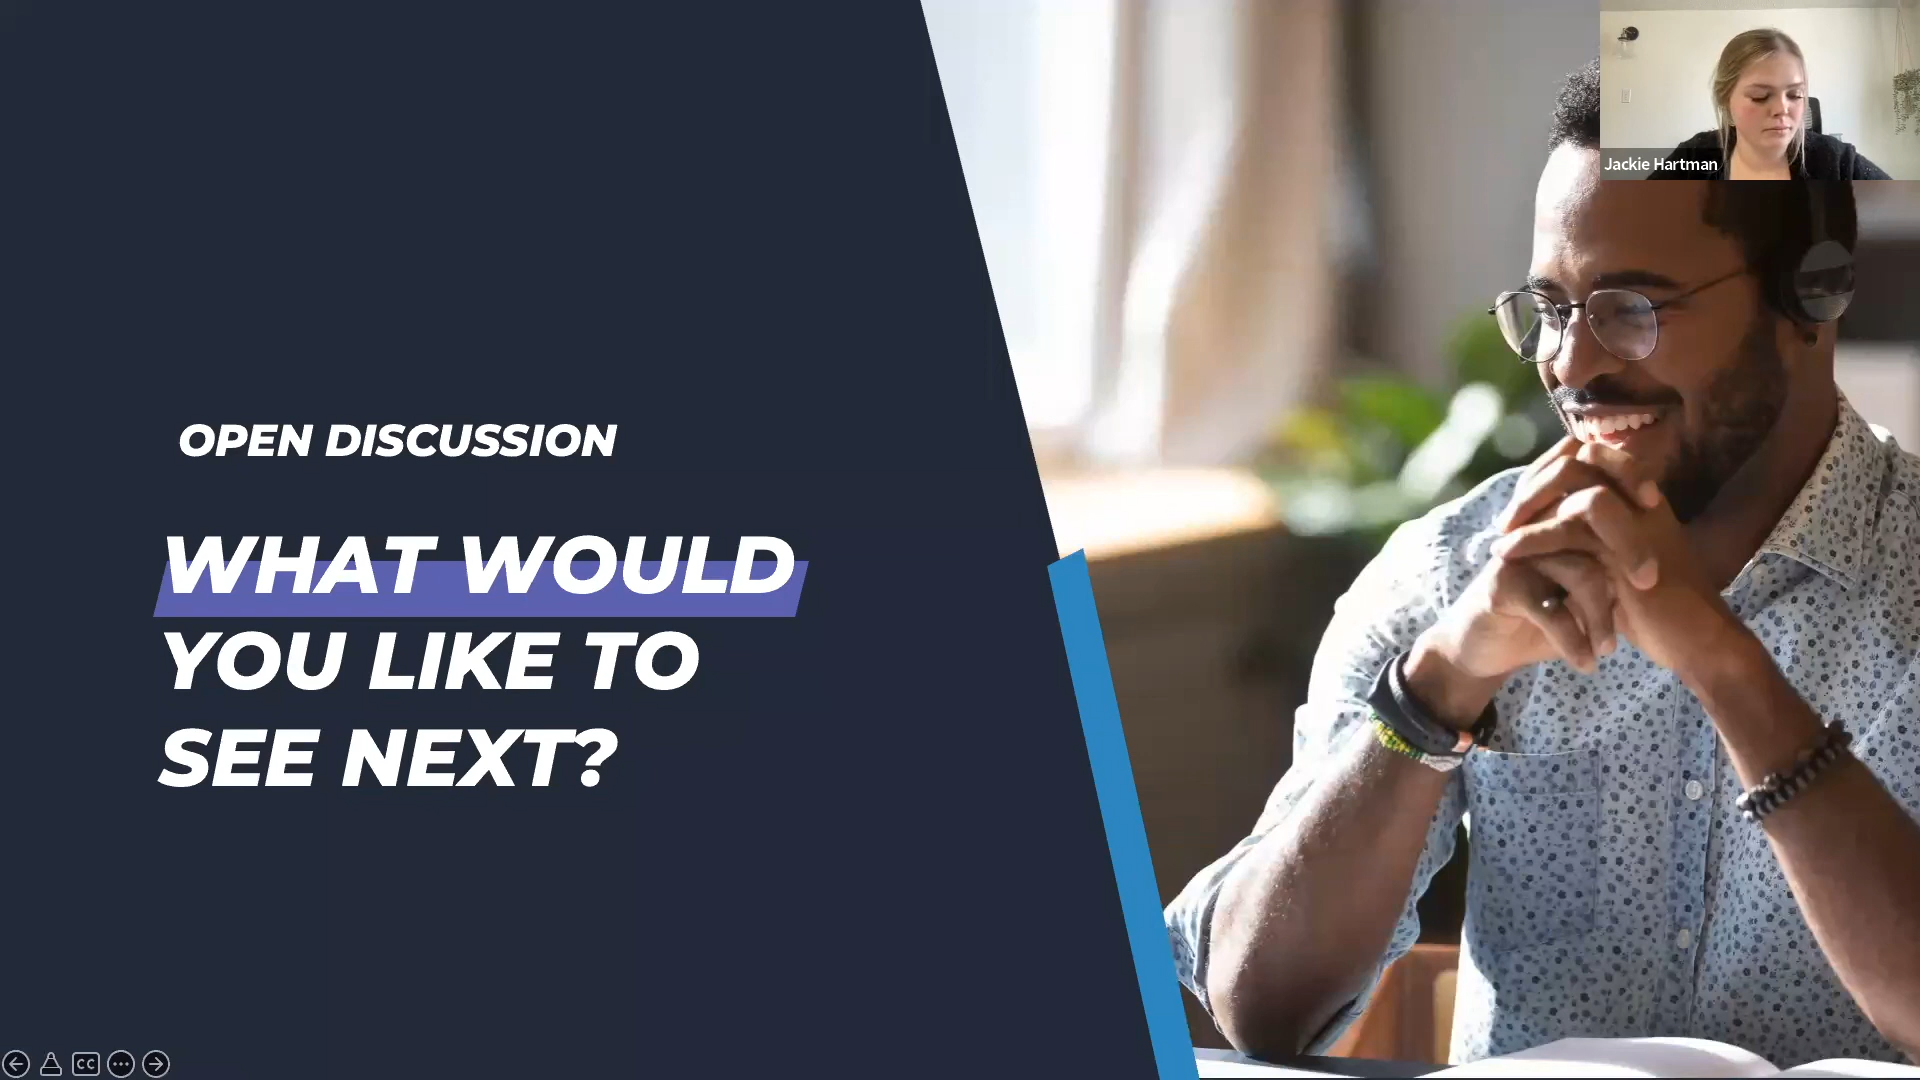 Jackie Hartman
OPEN DISCUSSION
WHAT WOULD
YOU LIKE TO
SEE NEXT?
CC